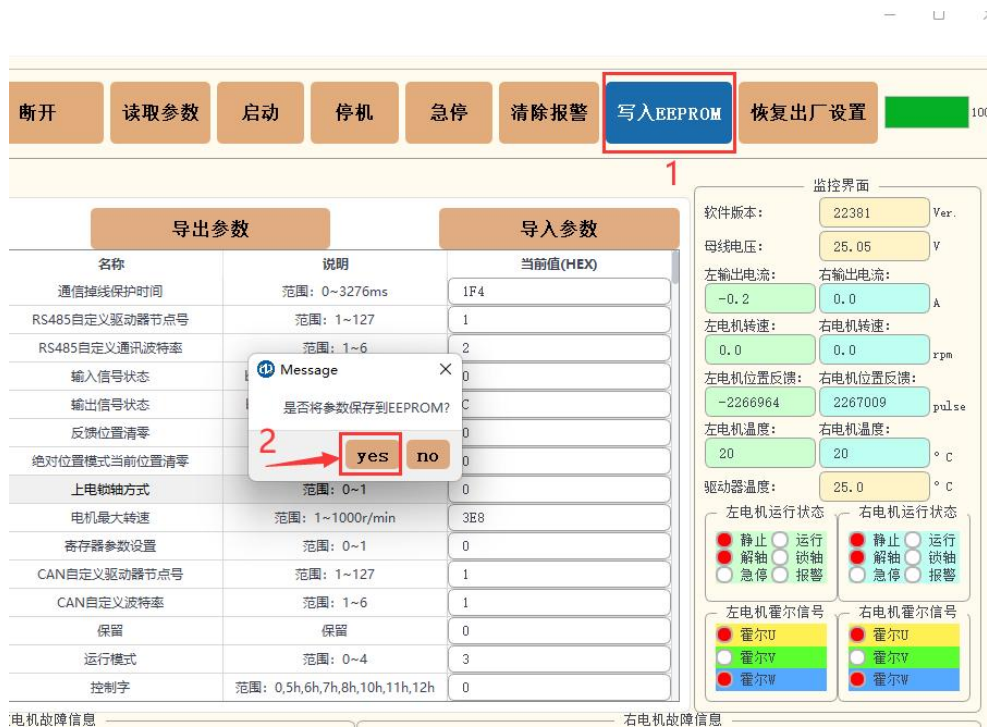 断开 读取参数 启动 停机 急停 清除报警 写入EEPROM 恢复出厂设置 100
1
监控界面
导出参数 导入参数
名称 说明 当前值(HEX)
通信掉线保护时间 范围: 0~3276ms 1F4
RS485自定义驱动器节点号 范围: 1~127 1
RS485自定义通讯波特率 范围: 1~6 2
输入信号状态 0
输出信号状态 C
反馈位置清零 0
绝对位置模式当前位置清零 0
上电锁轴方式 范围: 0~1 0
电机最大转速 范围: 1~1000r/min 3E8
寄存器参数设置 范围: 0~1 0
CAN自定义驱动器节点号 范围: 1~127 1
CAN自定义波特率 范围: 1~6 1
保留 保留 0
运行模式 范围: 0~4 3
控制字 范围: 0,5h,6h,7h,8h,10h,11h,12h 0
Message
是否将参数保存到EEPROM?
2
yes no
软件版本: 22381 Ver.
母线电压: 25.05 V
左输出电流: 右输出电流:
-0.2 0.0 A
左电机转速: 右电机转速:
0.0 0.0 rpm
左电机位置反馈: 右电机位置反馈:
-2266964 2267009 pulse
左电机温度: 右电机温度:
20 20 °C
驱动器温度: 25.0 °C
左电机运行状态 右电机运行状态
静止 运行 静止 运行
解轴 锁轴 解轴 锁轴
急停 报警 急停 报警
左电机霍尔信号 右电机霍尔信号
霍尔U 霍尔U
霍尔V 霍尔V
霍尔W 霍尔W
电机故障信息 右电机故障信息